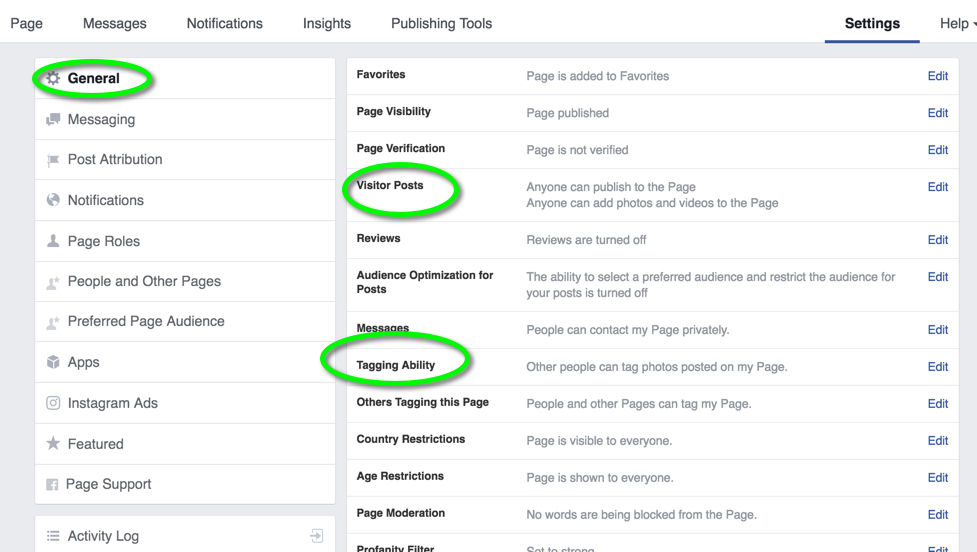 Page Messages Notifications Insights Publishing Tools Settings Help
General
Messaging
Post Attribution
Notifications
Page Roles
People and Other Pages
Preferred Page Audience
Apps
Instagram Ads
Featured
Page Support
Activity Log
Favorites Page is added to Favorites Edit
Page Visibility Page published Edit
Page Verification Page is not verified Edit
Visitor Posts Anyone can publish to the Page Edit
Anyone can add photos and videos to the Page
Reviews Reviews are turned off Edit
Audience Optimization for The ability to select a preferred audience and restrict the audience for Edit
Posts your posts is turned off
Messages People can contact my Page privately. Edit
Tagging Ability Other people can tag photos posted on my Page. Edit
Others Tagging this Page People and other Pages can tag my Page. Edit
Country Restrictions Page is visible to everyone. Edit
Age Restrictions Page is shown to everyone. Edit
Page Moderation No words are being blocked from the Page. Edit
Profanity Filter Set to strong Edit